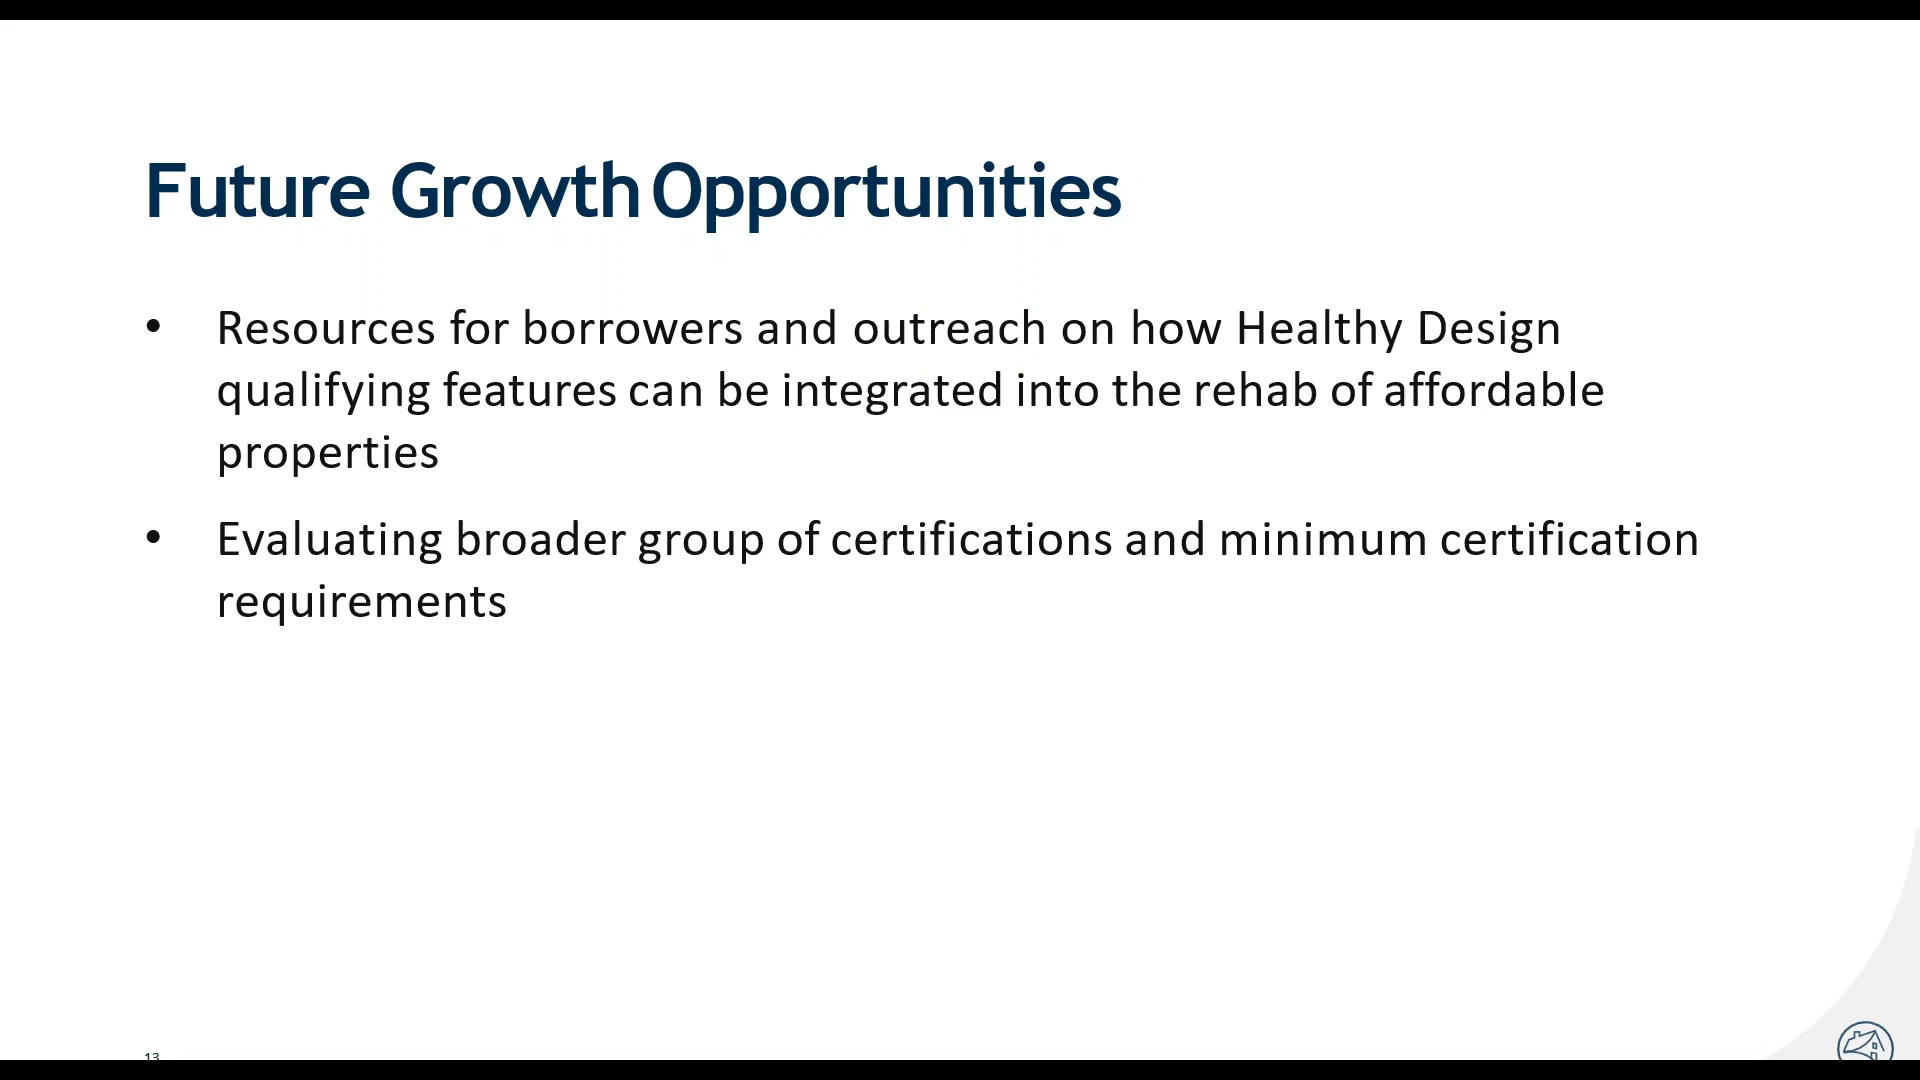 Future Growth Opportunities
• Resources for borrowers and outreach on how Healthy Design
qualifying features can be integrated into the rehab of affordable
properties
• Evaluating broader group of certifications and minimum certification
requirements
13